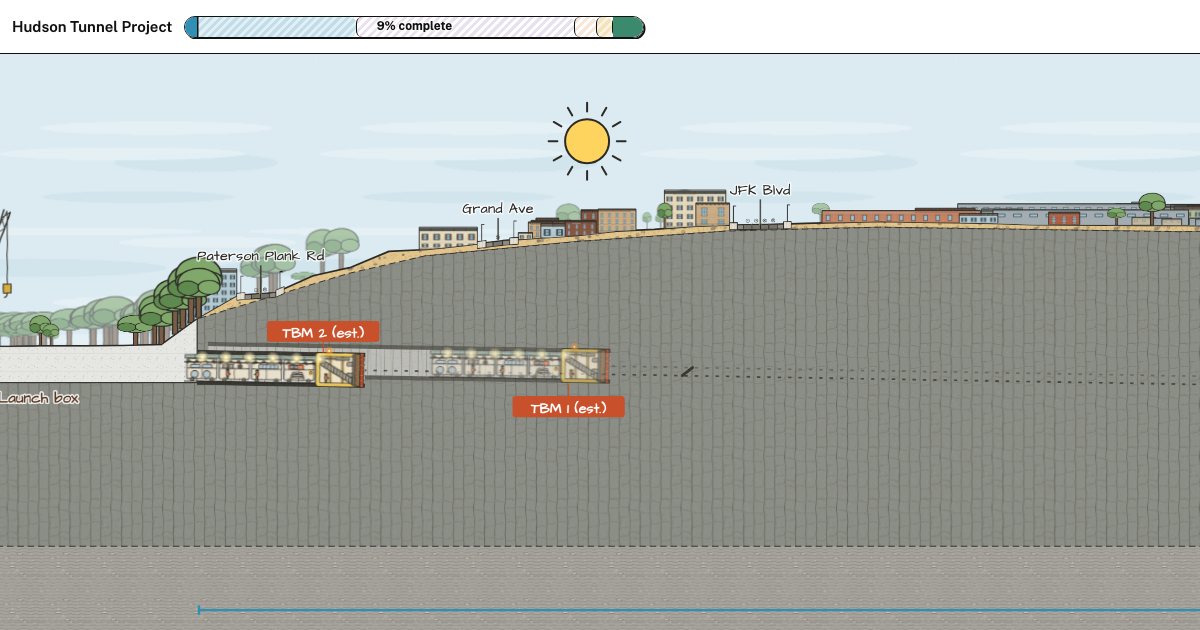 Hudson Tunnel Project
9% complete
JFK Blvd
Grand Ave
Paterson Plank Rd
TBM 2 (est.)
Launch box
TBM 1 (est.)